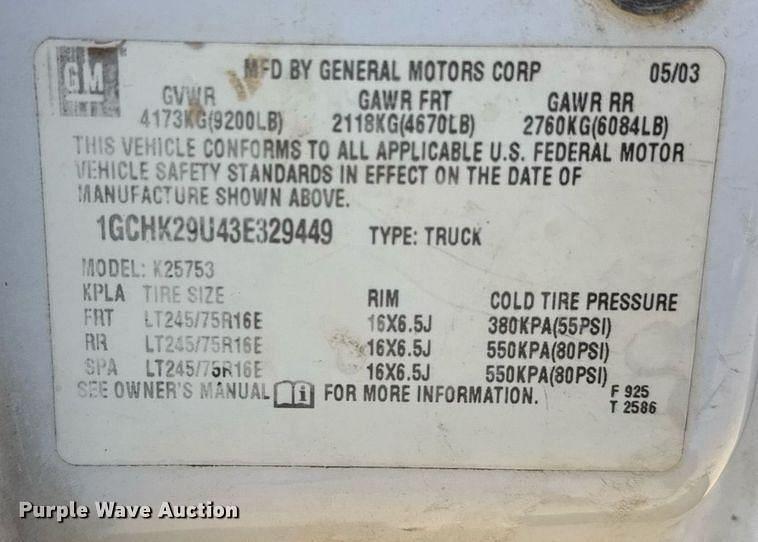 GM
MFD BY GENERAL MOTORS CORP 05/03
GVWR GAWR FRT GAWR RR
4173KG(9200LB) 2118KG(4670LB) 2760KG(6084LB)
THIS VEHICLE CONFORMS TO ALL APPLICABLE U.S. FEDERAL MOTOR
VEHICLE SAFETY STANDARDS IN EFFECT ON THE DATE OF
MANUFACTURE SHOWN ABOVE.
1GCHK29U43E329449 TYPE: TRUCK
MODEL: K25753
KPLA TIRE SIZE RIM COLD TIRE PRESSURE
FRT LT245/75R16E 16X6.5J 380KPA(55PSI)
RR LT245/75R16E 16X6.5J 550KPA(80PSI)
SPA LT245/75R16E 16X6.5J 550KPA(80PSI)
SEE OWNER'S MANUAL i FOR MORE INFORMATION. F 925
T 2586
Purple Wave Auction